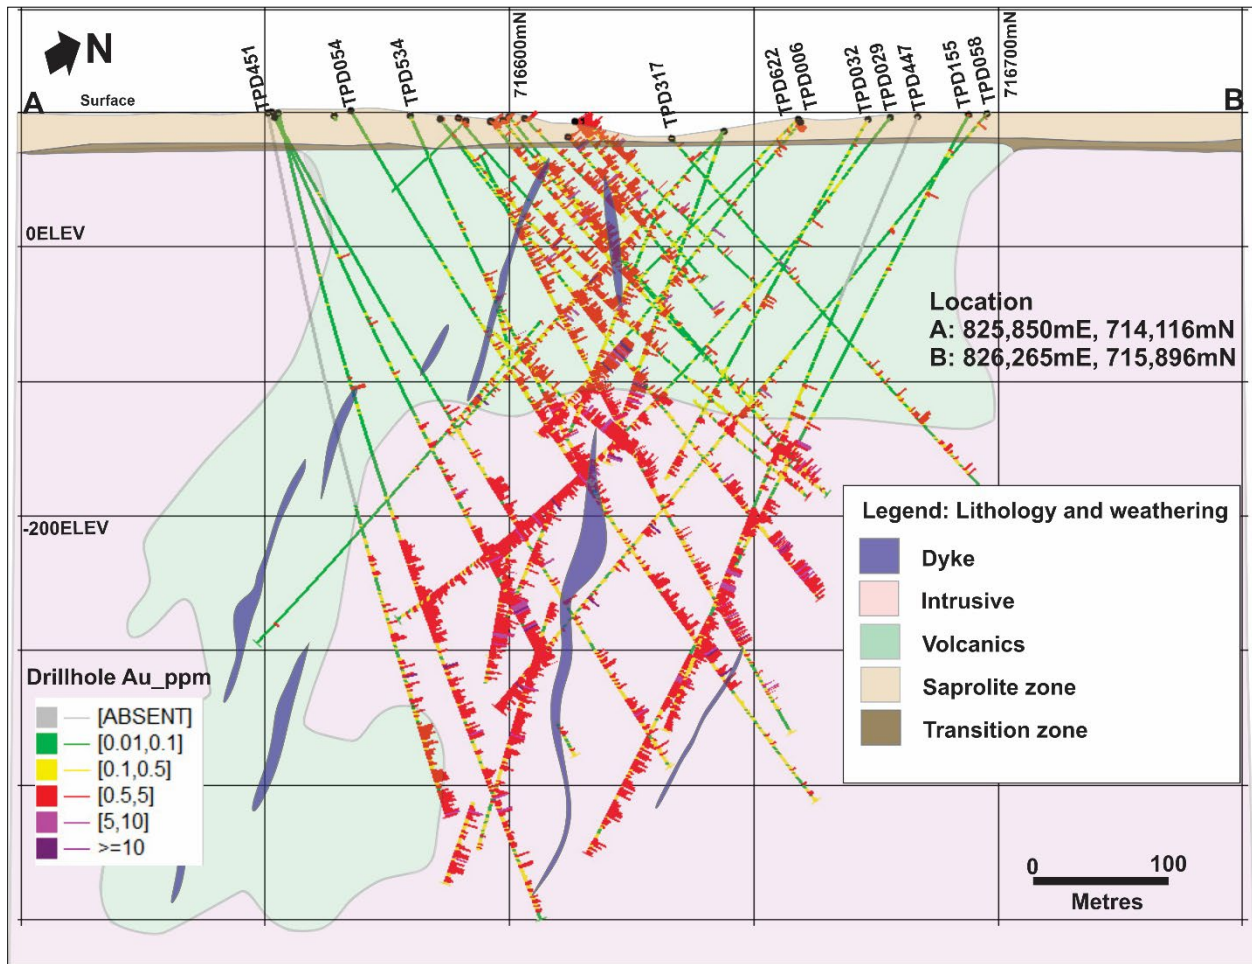 N
A
Surface
TPD451
TPD054
TPD534
716600mN
TPD317
TPD622
TPD006
TPD032
TPD029
TPD447
TPD155
TPD058
716700mN
B
0ELEV
-200ELEV
Location
A: 825,850mE, 714,116mN
B: 826,265mE, 715,896mN
Legend: Lithology and weathering
Dyke
Intrusive
Volcanics
Saprolite zone
Transition zone
Drillhole Au_ppm
[ABSENT]
[0.01,0.1]
[0.1,0.5]
[0.5,5]
[5,10]
>=10
0 100
Metres